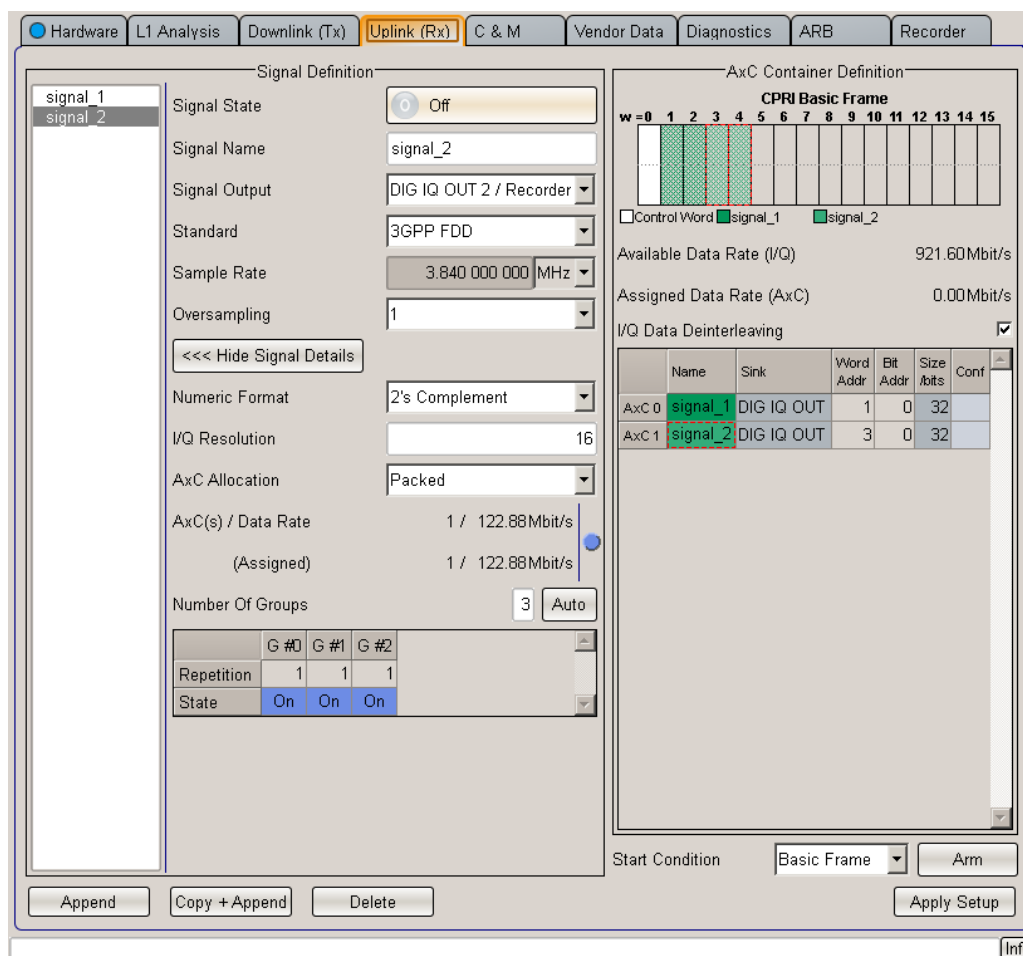 Hardware L1 Analysis Downlink (Tx) Uplink (Rx) C & M Vendor Data Diagnostics ARB Recorder
Signal Definition
signal_1
signal_2
Signal State 0 Off
Signal Name signal_2
Signal Output DIG IQ OUT 2 / Recorder
Standard 3GPP FDD
Sample Rate 3.840 000 000 MHz
Oversampling 1
<<< Hide Signal Details
Numeric Format 2's Complement
I/Q Resolution 16
AxC Allocation Packed
AxC(s) / Data Rate 1 / 122.88 Mbit/s
(Assigned) 1 / 122.88 Mbit/s
Number Of Groups 3 Auto
G #0 G #1 G #2
Repetition 1 1 1
State On On On
AxC Container Definition
CPRI Basic Frame
w =0 1 2 3 4 5 6 7 8 9 10 11 12 13 14 15
Control Word signal_1 signal_2
Available Data Rate (I/Q) 921.60 Mbit/s
Assigned Data Rate (AxC) 0.00 Mbit/s
I/Q Data Deinterleaving
Name Sink Word Addr Bit Addr Size /bits Conf
AxC 0 signal_1 DIG IQ OUT 1 0 32
AxC 1 signal_2 DIG IQ OUT 3 0 32
Start Condition Basic Frame Arm
Append Copy + Append Delete Apply Setup
Inf